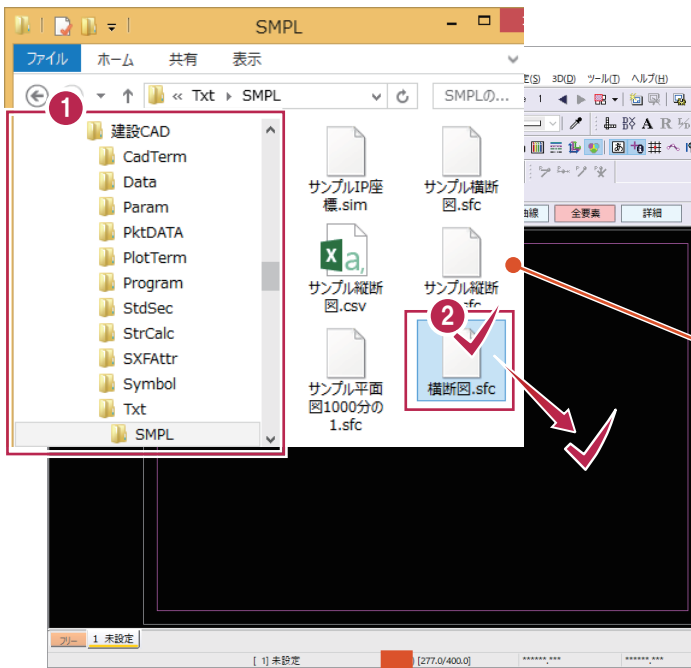 SMPL
ファイル ホーム 共有 表示
« Txt ▸ SMPL
SMPLの...
1
建設CAD
CadTerm
Data
Param
PktDATA
PlotTerm
Program
StdSec
StrCalc
SXFAttr
Symbol
Txt
SMPL
サンプルIP座
標.sim
サンプル横断
図.sfc
サンプル縦断
図.csv
サンプル縦断
2
サンプル平面
図1000分の
1.sfc
横断図.sfc
(S) 3D(D) ツール(T) ヘルプ(H)
1
A R
全要素 詳細
フリー 1 未設定
[ 1] 未設定 [277.0/400.0] ******.*** ******.***